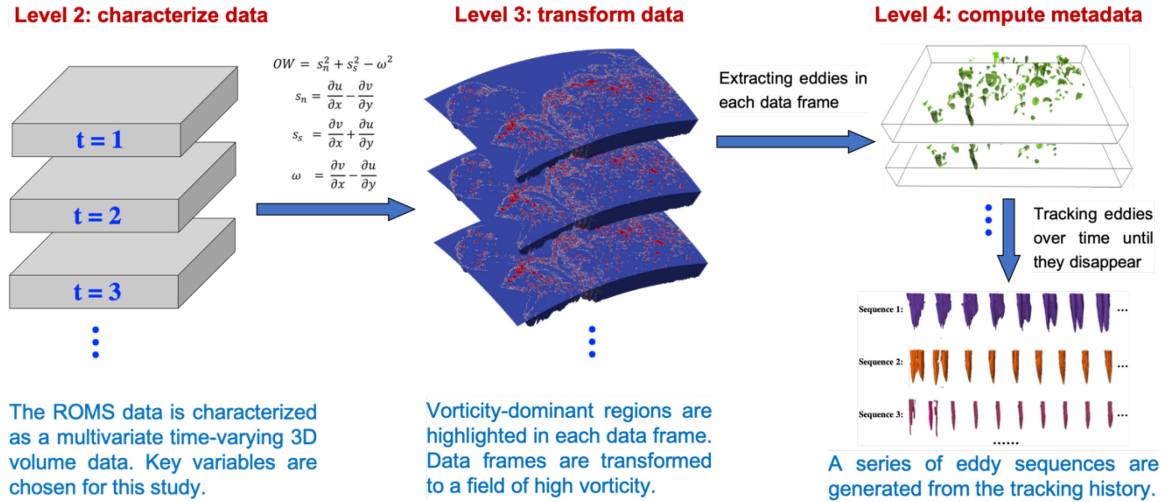 Level 2: characterize data
t = 1
t = 2
t = 3
The ROMS data is characterized
as a multivariate time-varying 3D
volume data. Key variables are
chosen for this study.
OW = s_n^2 + s_s^2 − ω^2
s_n = ∂u/∂x − ∂v/∂y
s_s = ∂v/∂x + ∂u/∂y
ω = ∂v/∂x − ∂u/∂y
Level 3: transform data
Vorticity-dominant regions are
highlighted in each data frame.
Data frames are transformed
to a field of high vorticity.
Extracting eddies in
each data frame
Level 4: compute metadata
Tracking eddies
over time until
they disappear
Sequence 1:
...
Sequence 2:
...
Sequence 3:
...
......
A series of eddy sequences are
generated from the tracking history.